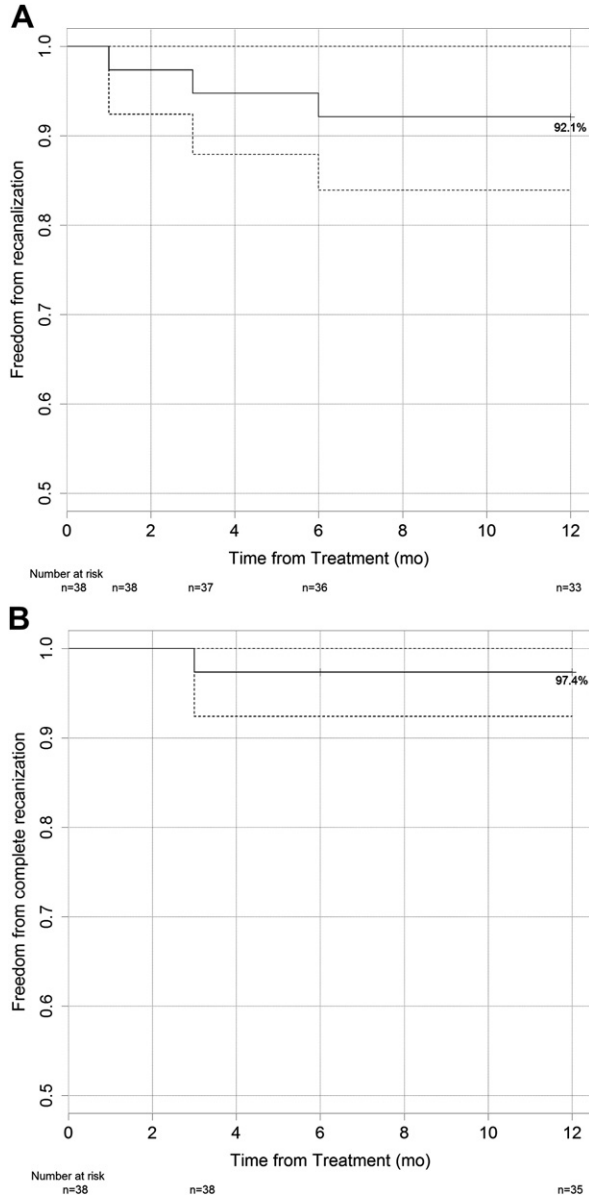 A
1.0
0.9
0.8
0.7
0.6
0.5
Freedom from recanalization
92.1%
0 2 4 6 8 10 12
Time from Treatment (mo)
Number at risk
n=38 n=38 n=37 n=36 n=33
B
1.0
0.9
0.8
0.7
0.6
0.5
Freedom from complete recanization
97.4%
0 2 4 6 8 10 12
Time from Treatment (mo)
Number at risk
n=38 n=38 n=35